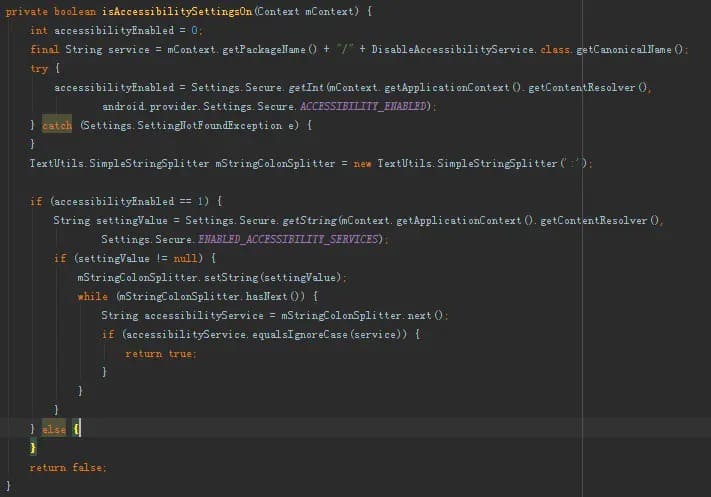 private boolean isAccessibilitySettingsOn(Context mContext) {
    int accessibilityEnabled = 0;
    final String service = mContext.getPackageName() + "/" + DisableAccessibilityService.class.getCanonicalName();
    try {
        accessibilityEnabled = Settings.Secure.getInt(mContext.getApplicationContext().getContentResolver(),
                android.provider.Settings.Secure.ACCESSIBILITY_ENABLED);
    } catch (Settings.SettingNotFoundException e) {
    }
    TextUtils.SimpleStringSplitter mStringColonSplitter = new TextUtils.SimpleStringSplitter(':');
    if (accessibilityEnabled == 1) {
        String settingValue = Settings.Secure.getString(mContext.getApplicationContext().getContentResolver(),
                Settings.Secure.ENABLED_ACCESSIBILITY_SERVICES);
        if (settingValue != null) {
            mStringColonSplitter.setString(settingValue);
            while (mStringColonSplitter.hasNext()) {
                String accessibilityService = mStringColonSplitter.next();
                if (accessibilityService.equalsIgnoreCase(service)) {
                    return true;
                }
            }
        }
    } else {
    }
    return false;
}